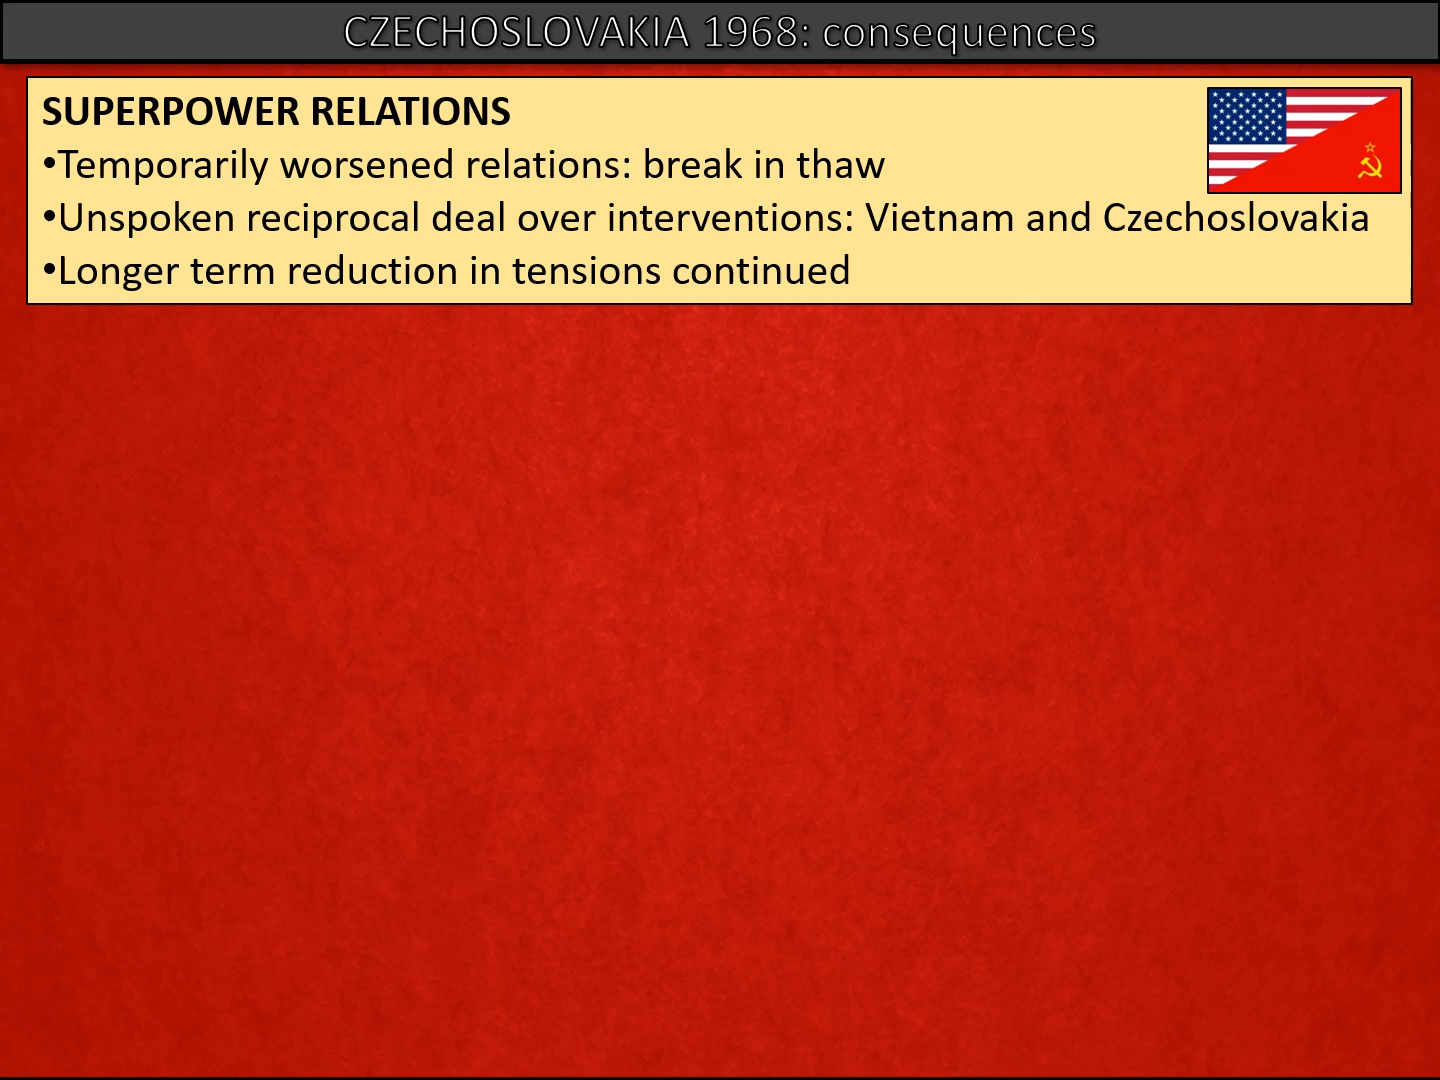 CZECHOSLOVAKIA 1968: consequences
SUPERPOWER RELATIONS
•Temporarily worsened relations: break in thaw
•Unspoken reciprocal deal over interventions: Vietnam and Czechoslovakia
•Longer term reduction in tensions continued